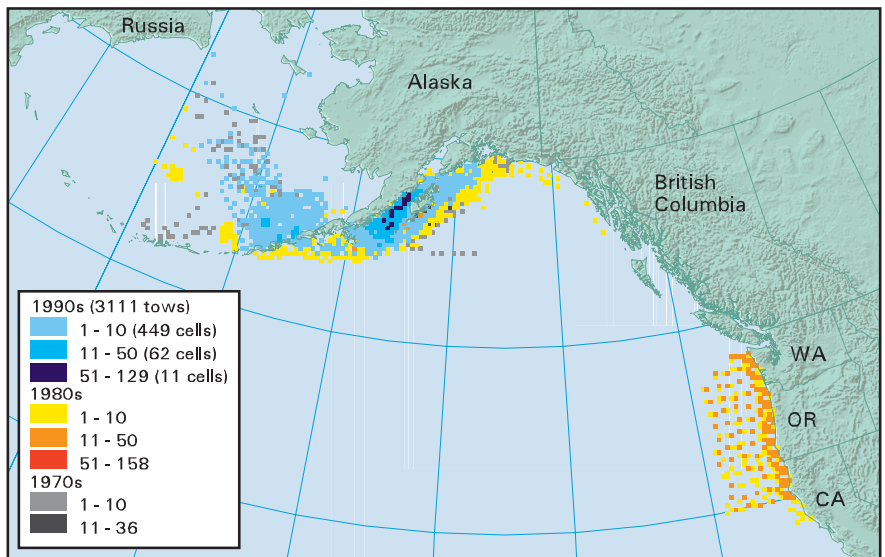 Russia
Alaska
British
Columbia
WA
OR
CA
1990s (3111 tows)
1 - 10 (449 cells)
11 - 50 (62 cells)
51 - 129 (11 cells)
1980s
1 - 10
11 - 50
51 - 158
1970s
1 - 10
11 - 36